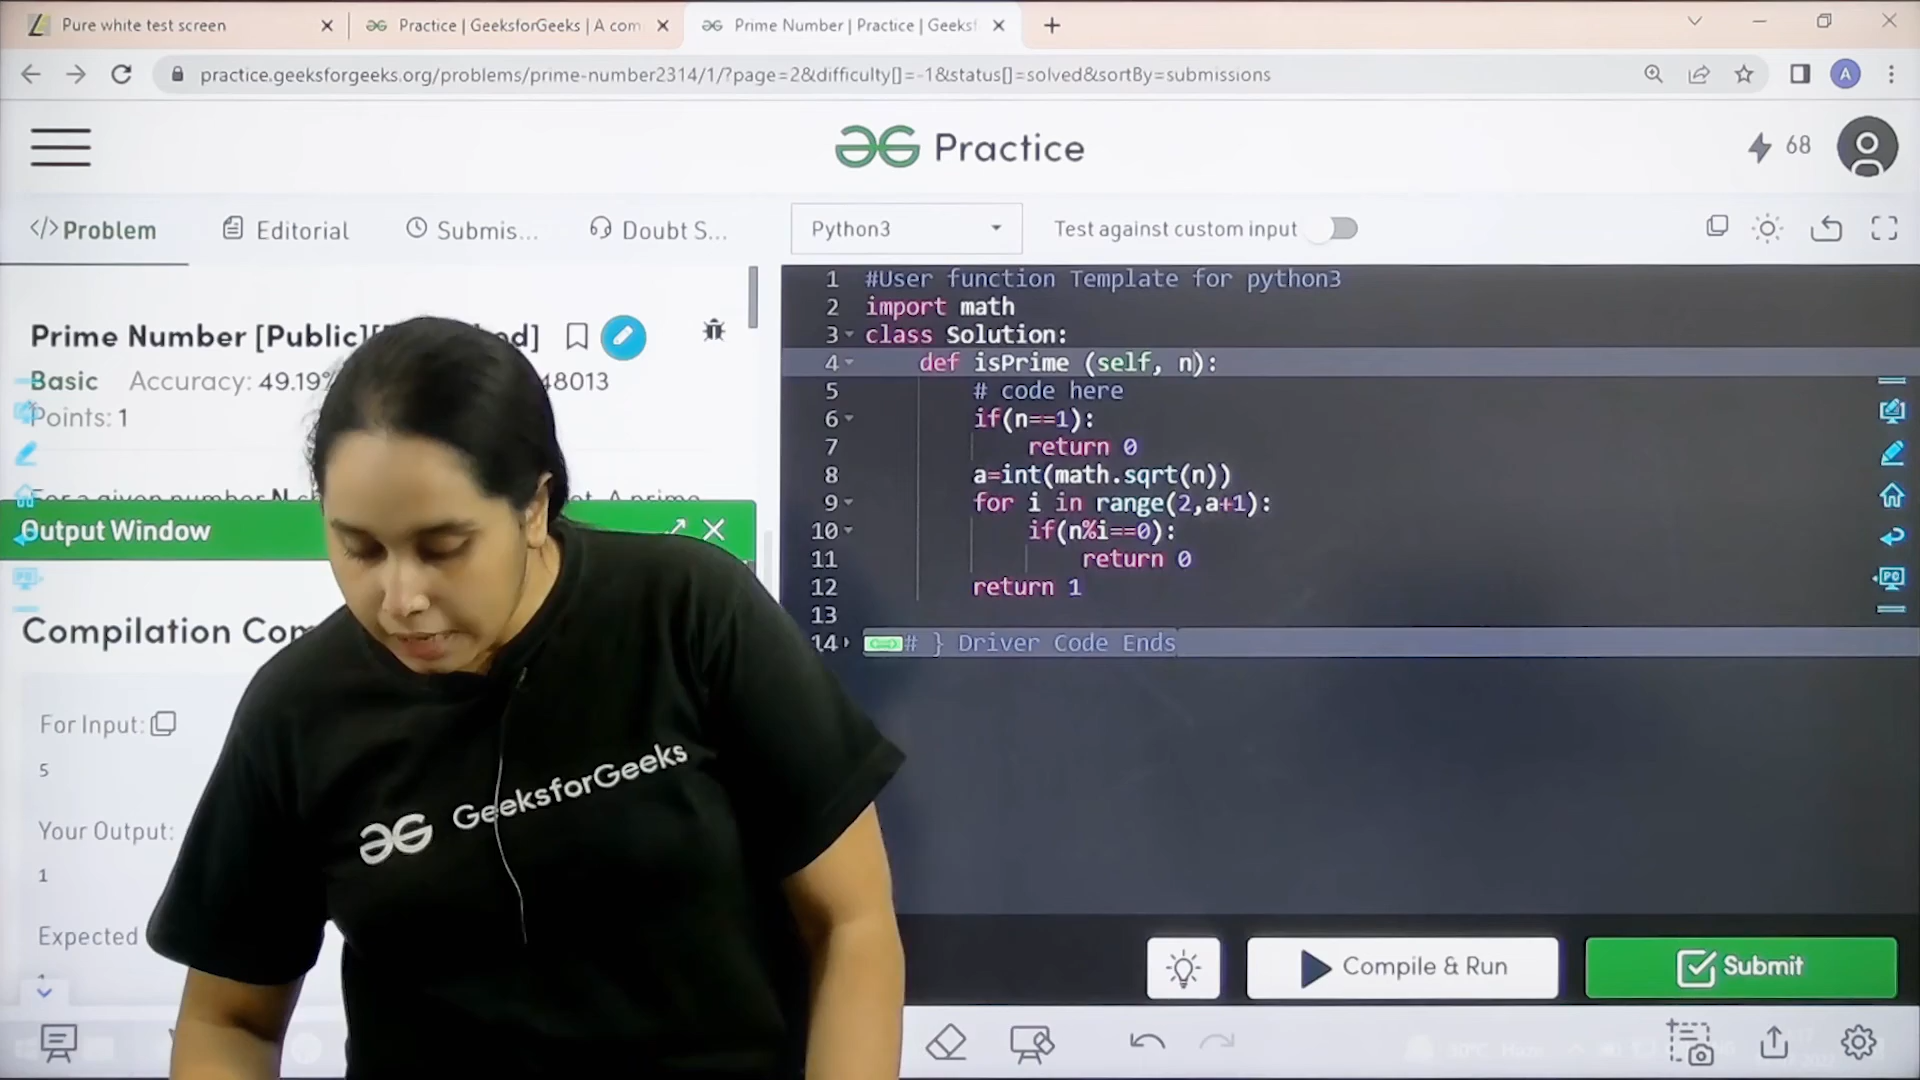 Pure white test screen
Practice | GeeksforGeeks | A com
Prime Number | Practice | Geeks
practice.geeksforgeeks.org/problems/prime-number2314/1/?page=2&difficulty[]=-1&status[]=solved&sortBy=submissions
A
Practice
68
</> Problem
Editorial
Submis...
Doubt S...
Python3
Test against custom input
Prime Number [Public][
ed]
Basic Accuracy: 49.19%
48013
Points: 1
Output Window
Compilation Com
For Input:
5
Your Output:
1
Expected
1 #User function Template for python3
2 import math
3 class Solution:
4 def isPrime (self, n):
5 # code here
6 if(n==1):
7 return 0
8 a=int(math.sqrt(n))
9 for i in range(2,a+1):
10 if(n%i==0):
11 return 0
12 return 1
13
14 # } Driver Code Ends
GeeksforGeeks
Compile & Run
Submit